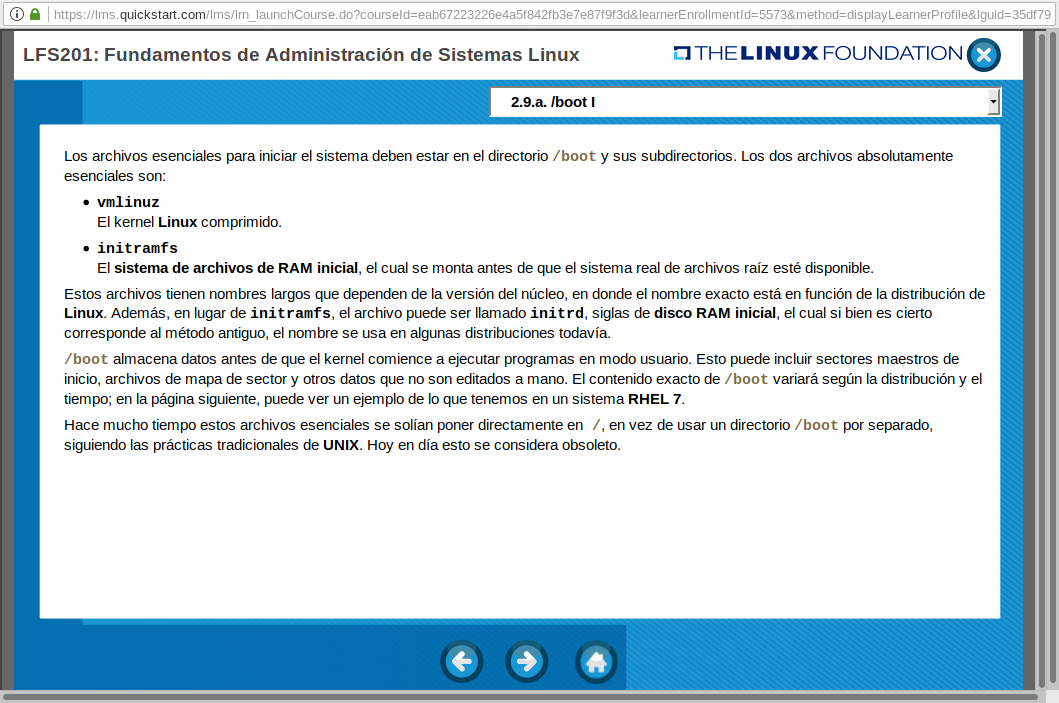 https://lms.quickstart.com/lms/lrn_launchCourse.do?courseId=eab67223226e4a5f842fb3e7e87f9f3d&learnerEnrollmentId=5573&method=displayLearnerProfile&lguid=35df79
LFS201: Fundamentos de Administración de Sistemas Linux
THE LINUX FOUNDATION
2.9.a. /boot I
Los archivos esenciales para iniciar el sistema deben estar en el directorio /boot y sus subdirectorios. Los dos archivos absolutamente
esenciales son:
• vmlinuz
El kernel Linux comprimido.
• initramfs
El sistema de archivos de RAM inicial, el cual se monta antes de que el sistema real de archivos raíz esté disponible.
Estos archivos tienen nombres largos que dependen de la versión del núcleo, en donde el nombre exacto está en función de la distribución de
Linux. Además, en lugar de initramfs, el archivo puede ser llamado initrd, siglas de disco RAM inicial, el cual si bien es cierto
corresponde al método antiguo, el nombre se usa en algunas distribuciones todavía.
/boot almacena datos antes de que el kernel comience a ejecutar programas en modo usuario. Esto puede incluir sectores maestros de
inicio, archivos de mapa de sector y otros datos que no son editados a mano. El contenido exacto de /boot variará según la distribución y el
tiempo; en la página siguiente, puede ver un ejemplo de lo que tenemos en un sistema RHEL 7.
Hace mucho tiempo estos archivos esenciales se solían poner directamente en /, en vez de usar un directorio /boot por separado,
siguiendo las prácticas tradicionales de UNIX. Hoy en día esto se considera obsoleto.